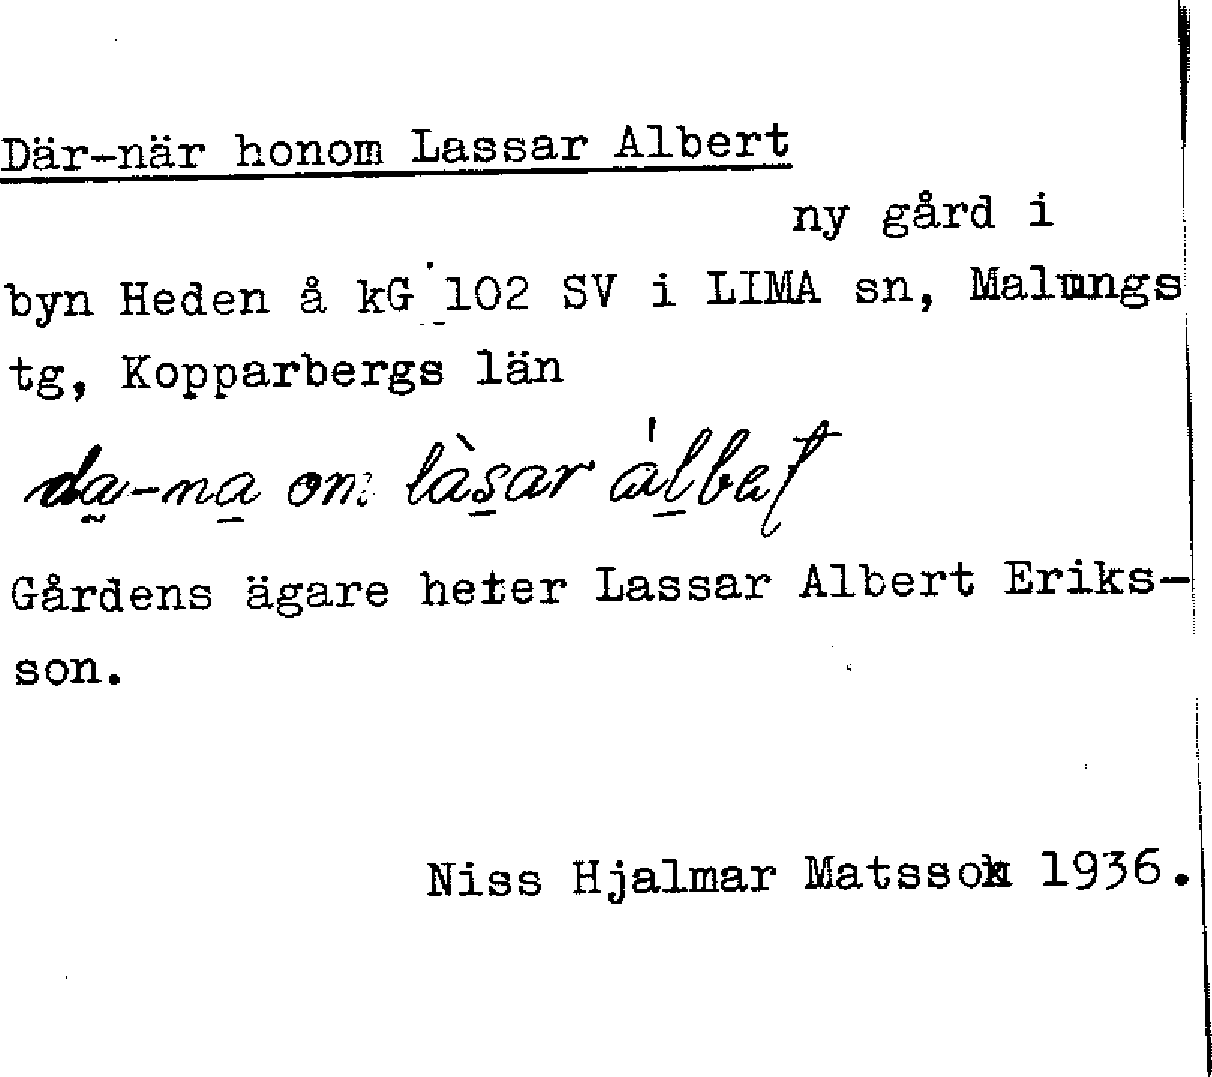 Där-när honom Lassar Albert
ny gård i
byn Heden å kG 102 SV i LIMA sn, Malungs
tg, Kopparbergs län
da-na om làsar álbaṭ
Gårdens ägare heter Lassar Albert Eriks-
son.
Niss Hjalmar Matsson 1936.